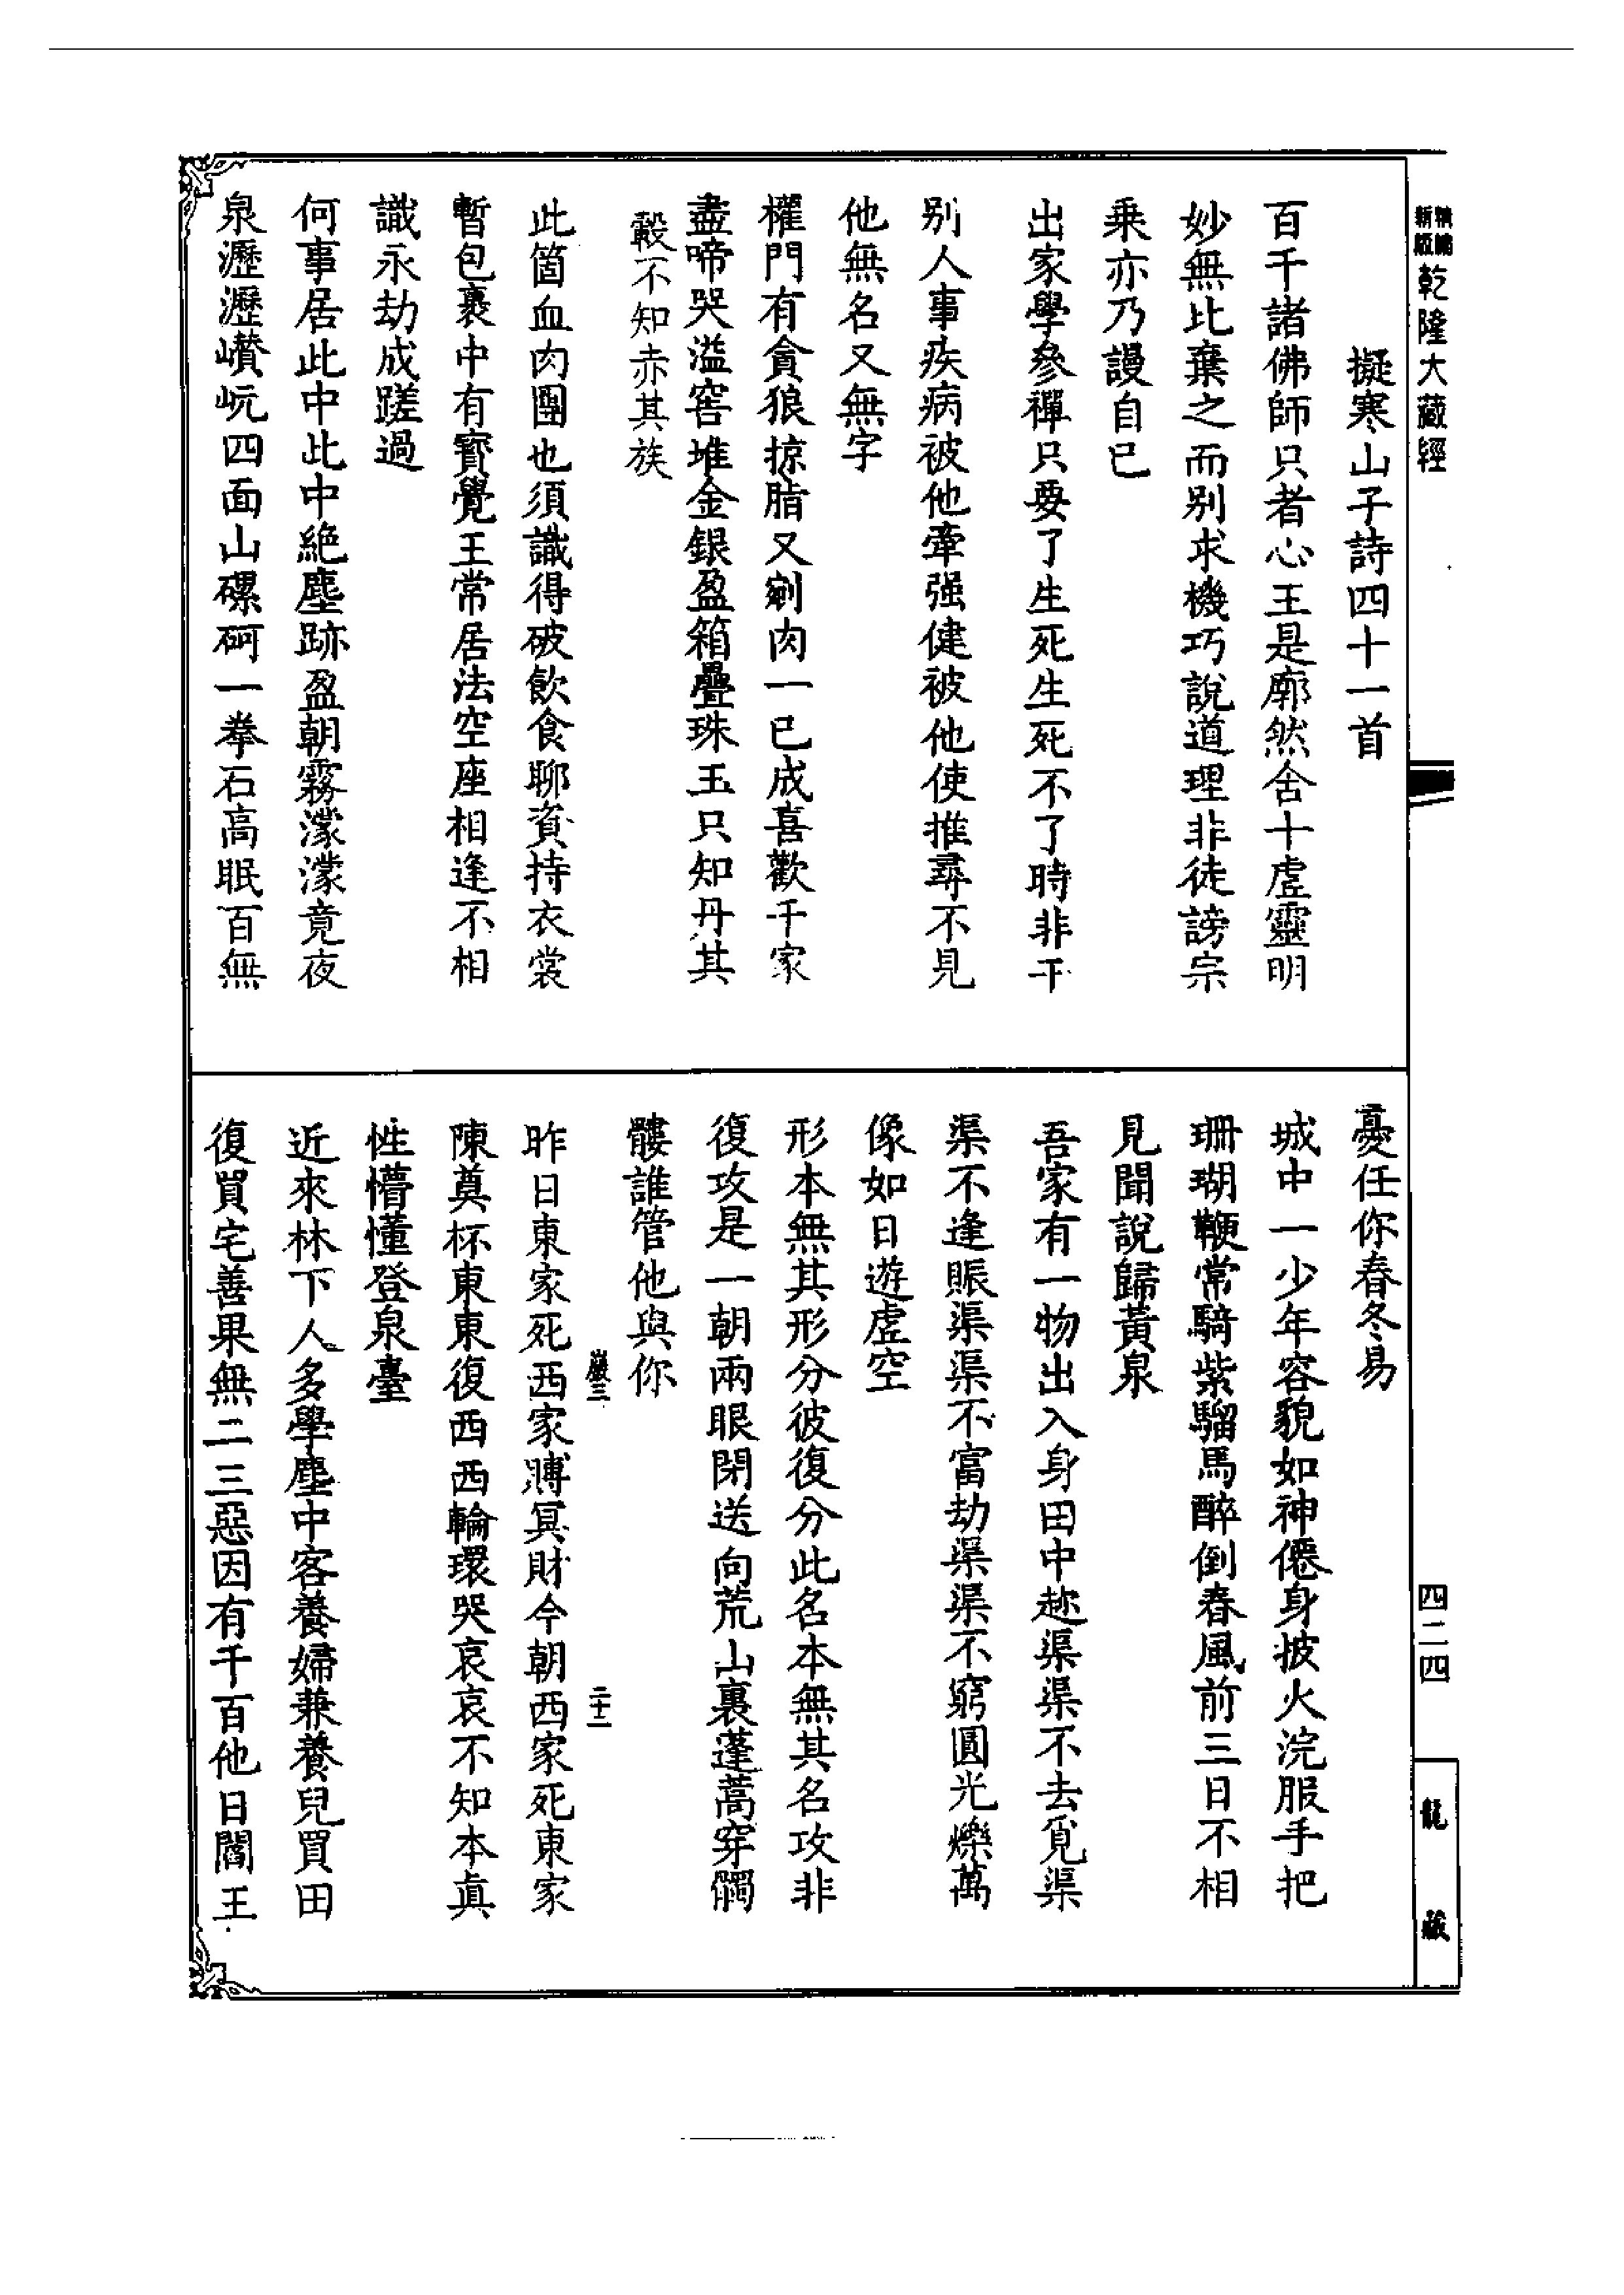 精編新版乾隆大藏經
擬寒山子詩四十一首
百千諸佛師只者心王是廓然含十虛靈明
妙無比棄之而別求機巧說道理非徒謗宗
乘亦乃謾自已
出家學參禪只要了生死生死不了時非干
別人事疾病被他牽强健被他使推尋不見
他無名又無字
權門有貪狼掠脂又剜肉一已成喜歡千家
盡啼哭溢窖堆金銀盈箱疊珠玉只知丹其
轂不知赤其族
此箇血肉團也須識得破飲食聊資持衣裳
暫包裹中有寶覺王常居法空座相逢不相
識永劫成蹉過
何事居此中此中絶塵跡盈朝霧濛濛竟夜
泉瀝瀝巑岏四面山磥砢一拳石高眠百無
憂任你春冬易
城中一少年容貌如神僊身披火浣服手把
珊瑚鞭常騎紫騮馬醉倒春風前三日不相
見聞說歸黃泉
吾家有一物出入身田中趂渠渠不去覓渠
渠不逢賑渠渠不富劫渠渠不窮圓光爍萬
像如日遊虛空
形本無其形分彼復分此名本無其名攻非
復攻是一朝兩眼閉送向荒山裏蓬蒿穿髑
髏誰管他與你
巖三 二十二
昨日東家死西家賻冥財今朝西家死東家
陳奠杯東東復西西輪環哭哀哀不知本眞
性懵懂登泉臺
近來林下人多學塵中客養婦兼養兒買田
復買宅善果無二三惡因有千百他日閻王
四二四
龍藏